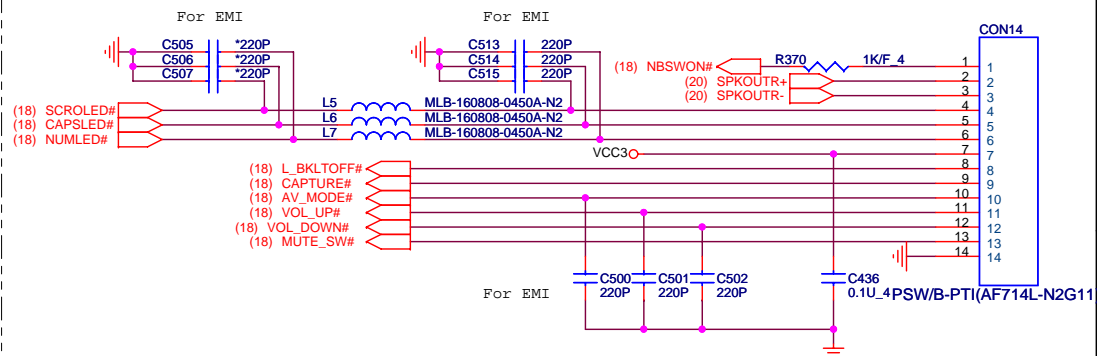 For EMI
For EMI
CON14
C505 *220P
C506 *220P
C507 *220P
C513 220P
C514 220P
C515 220P
(18) NBSWON# R370 1K/F_4 1 1
(20) SPKOUTR+ 2 2
(20) SPKOUTR- 3 3
(18) SCROLED# L5 MLB-160808-0450A-N2 4 4
(18) CAPSLED# L6 MLB-160808-0450A-N2 5 5
(18) NUMLED# L7 MLB-160808-0450A-N2 6 6
VCC3 7 7
(18) L_BKLTOFF# 8 8
(18) CAPTURE# 9 9
(18) AV_MODE# 10 10
(18) VOL_UP# 11 11
(18) VOL_DOWN# 12 12
(18) MUTE_SW# 13 13
14 14
For EMI
C500 220P
C501 220P
C502 220P
C436 0.1U_4
PSW/B-PTI(AF714L-N2G11